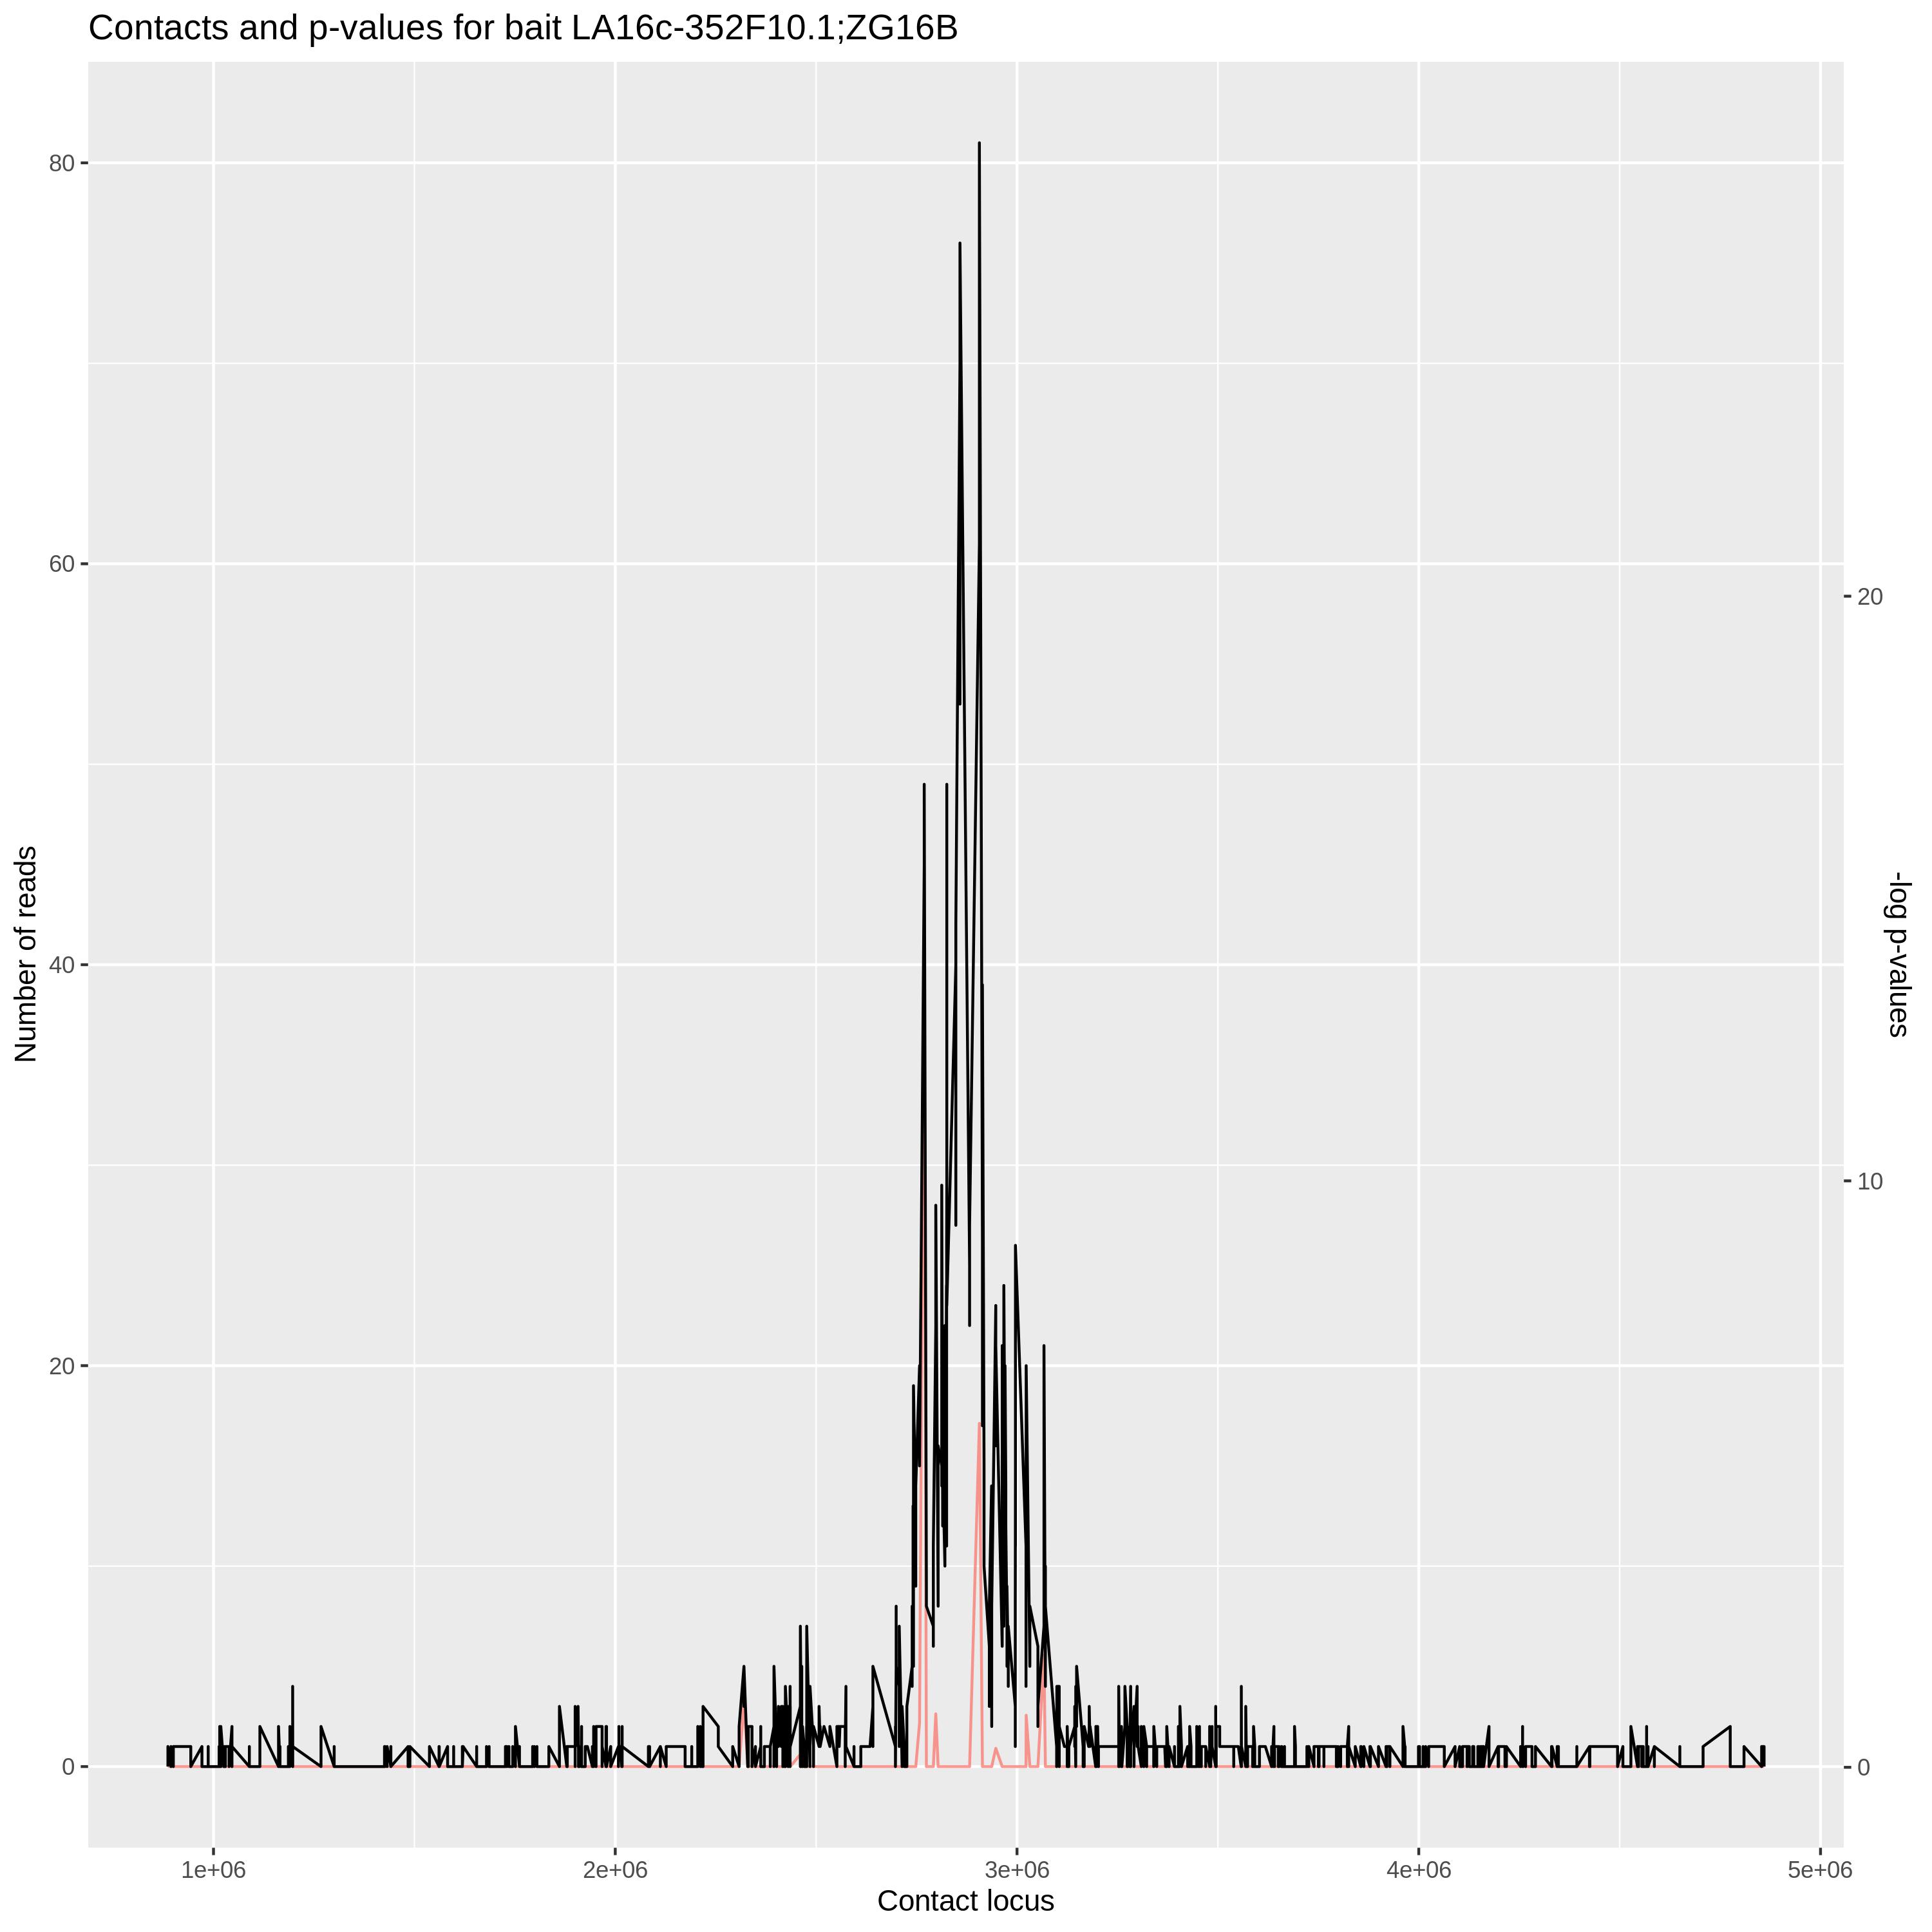 Contacts and p-values for bait LA16c-352F10.1;ZG16B
80
60
40
20
0
Number of reads
20
10
0
-log p-values
1e+06 2e+06 3e+06 4e+06 5e+06
Contact locus